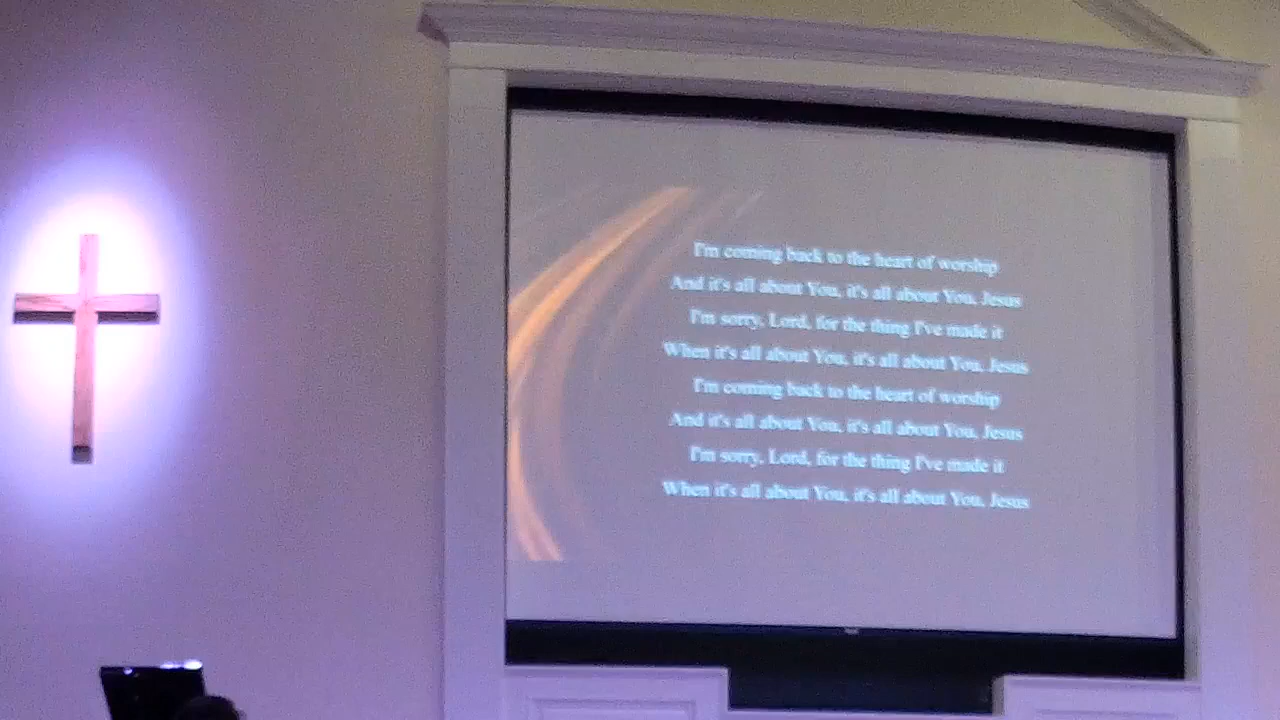 I'm coming back to the heart of worship
And it's all about You, it's all about You, Jesus
I'm sorry, Lord, for the thing I've made it
When it's all about You, it's all about You, Jesus
I'm coming back to the heart of worship
And it's all about You, it's all about You, Jesus
I'm sorry, Lord, for the thing I've made it
When it's all about You, it's all about You, Jesus